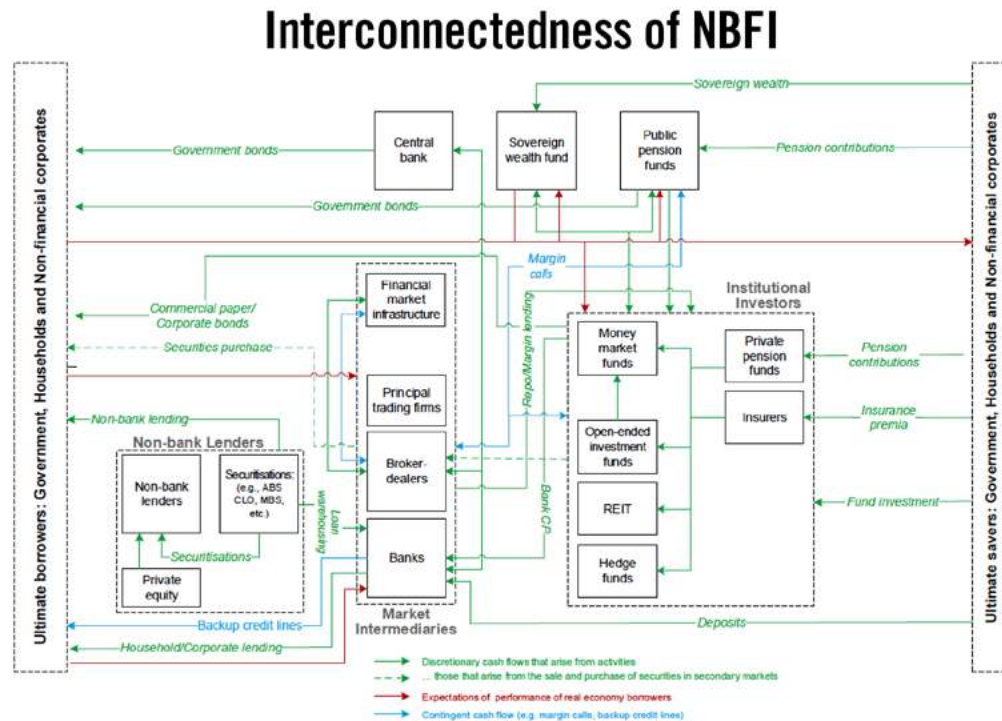 Interconnectedness of NBFI
Ultimate borrowers: Government, Households and Non-financial corporates
Sovereign wealth
Central
bank
Sovereign
wealth fund
Public
pension
funds
Government bonds
Pension contributions
Government bonds
Margin
calls
Financial
market
infrastructure
Institutional
Investors
Commercial paper/
Corporate bonds
Repo/Margin lending
Money
market
funds
Private
pension
funds
Pension
contributions
Securities purchase
Principal
trading firms
Insurers
Insurance
premia
Non-bank lending
Non-bank Lenders
Non-bank
lenders
Securitisations:
(e.g., ABS
CLO, MBS,
etc.)
Broker-
dealers
Open-ended
investment
funds
Loan
warehousing
Bank CP
REIT
Fund investment
Securitisations
Banks
Private
equity
Hedge
funds
Market
Intermediaries
Backup credit lines
Deposits
Household/Corporate lending
Ultimate savers: Government, Households and Non-financial corporates
Discretionary cash flows that arise from activities
... those that arise from the sale and purchase of securities in secondary markets
Expectations of performance of real economy borrowers
Contingent cash flow (e.g. margin calls, backup credit lines)